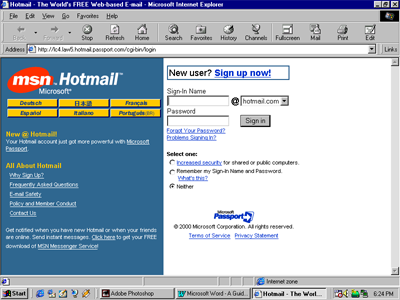 Hotmail - The World's FREE Web-based E-mail - Microsoft Internet Explorer
File Edit View Go Favorites Help
Back Forward Stop Refresh Home Search Favorites History Channels Fullscreen Mail Print Edit
Address http://lc4.law5.hotmail.passport.com/cgi-bin/login Links
msn Hotmail™
Microsoft®
Deutsch 日本語 Français
Español Italiano Português(BR)
New @ Hotmail!
Your Hotmail account just got more powerful with Microsoft
Passport.
All About Hotmail
Why Sign Up?
Frequently Asked Questions
E-mail Safety
Policy and Member Conduct
Contact Us
Get notified when you have new Hotmail or when your friends
are online. Send instant messages. Click here to get your FREE
download of MSN Messenger Service!
New user? Sign up now!
Sign-In Name
@ hotmail.com
Password
Sign in
Forgot Your Password?
Problems Signing In?
Select one:
Increased security for shared or public computers.
Remember my Sign-In Name and Password.
What's this?
Neither
Microsoft
Passport
© 2000 Microsoft Corporation. All rights reserved.
Terms of Service Privacy Statement
Internet zone
Start Adobe Photoshop Microsoft Word - A Guid... Hotmail - The Worl... 6:24 PM